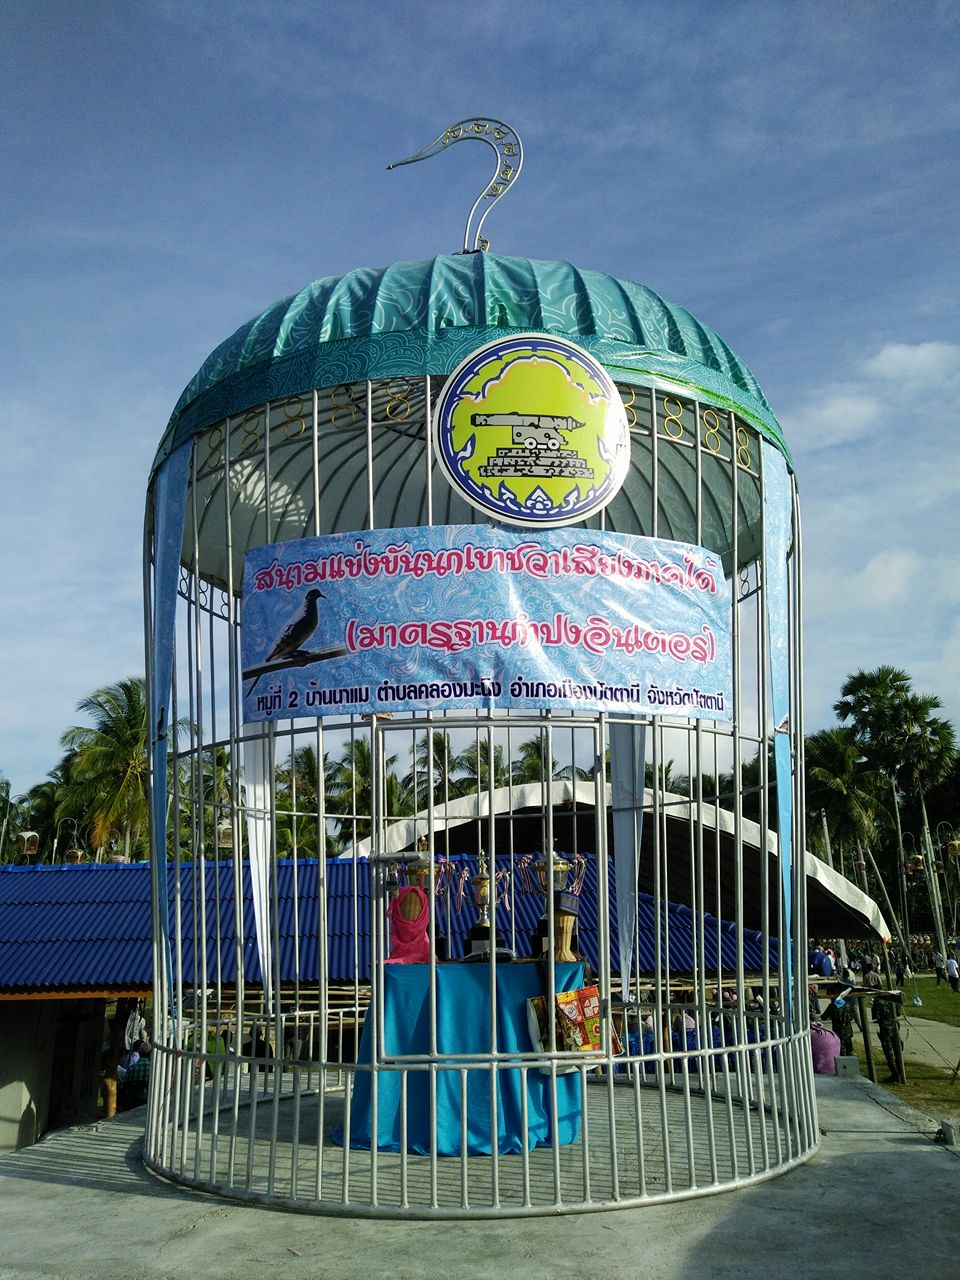 สนามแข่งขันนกเขาชวาเสียงภาคใต้
(มาตรฐานกำปงอินเตอร์)
หมู่ที่ 2 บ้านนาแม ตำบลคลองมะนิง อำเภอเมืองปัตตานี จังหวัดปัตตานี